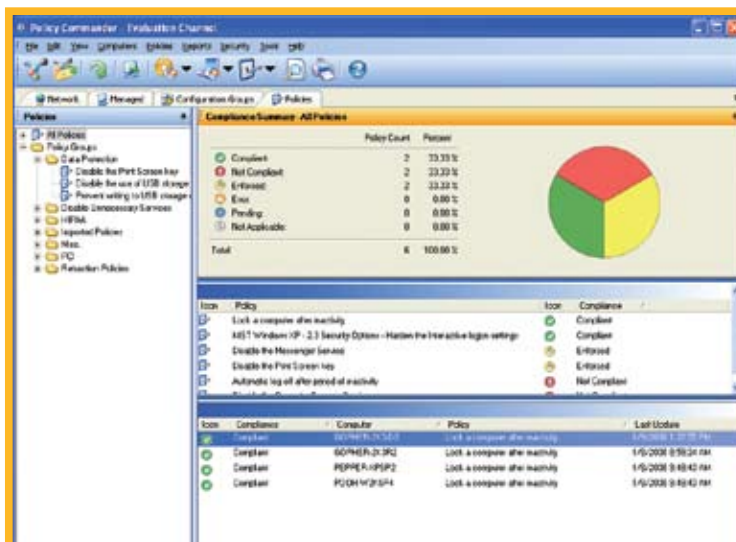 Policy Commander - Evaluation Channel
File Edit View Computers Policies Reports Security Tools Help
Network Managed Configuration Groups Policies
Policies
All Policies
Policy Groups
Data Protection
Disable the Print Screen key
Disable the use of USB storage
Prevent writing to USB storage
Disable Unnecessary Services
HIPAA
Imported Policies
Misc.
PCI
Retraction Policies
Compliance Summary - All Policies
Policy Count Percent
Compliant 2 33.33 %
Not Compliant 2 33.33 %
Enforced 2 33.33 %
Error 0 0.00 %
Pending 0 0.00 %
Not Applicable 0 0.00 %
Total 6 100.00 %
Icon Policy Icon Compliance
Lock a computer after inactivity Compliant
NIST Windows XP - 2.3 Security Options - Harden the Interactive logon settings Compliant
Disable the Messenger Service Enforced
Disable the Print Screen key Enforced
Automatic log off after period of inactivity Not Compliant
Icon Compliance Computer Policy Last Update
Compliant Lock a computer after inactivity
Compliant Lock a computer after inactivity
Compliant PEPPER-XPSP2 Lock a computer after inactivity
Compliant Lock a computer after inactivity